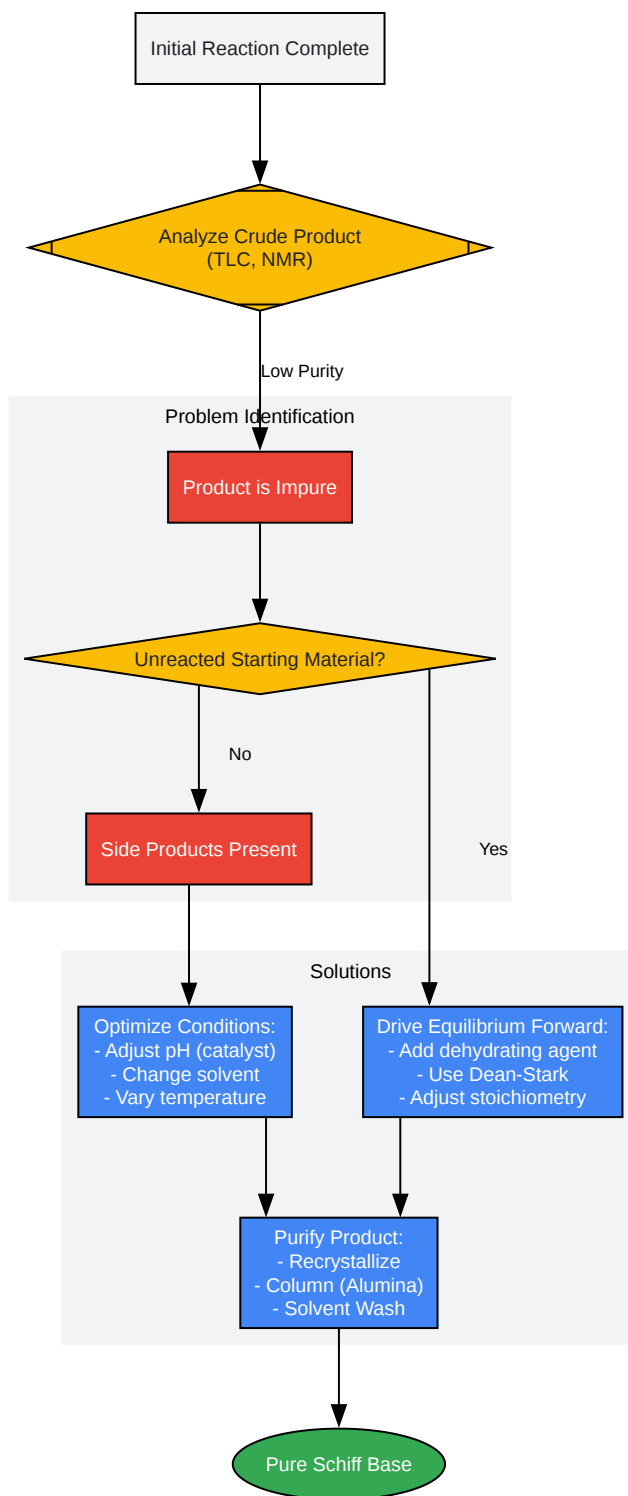 Initial Reaction Complete
Analyze Crude Product
(TLC, NMR)
Low Purity
Problem Identification
Product is Impure
Unreacted Starting Material?
No
Side Products Present
Yes
Solutions
Optimize Conditions:
- Adjust pH (catalyst)
- Change solvent
- Vary temperature
Drive Equilibrium Forward:
- Add dehydrating agent
- Use Dean-Stark
- Adjust stoichiometry
Purify Product:
- Recrystallize
- Column (Alumina)
- Solvent Wash
Pure Schiff Base